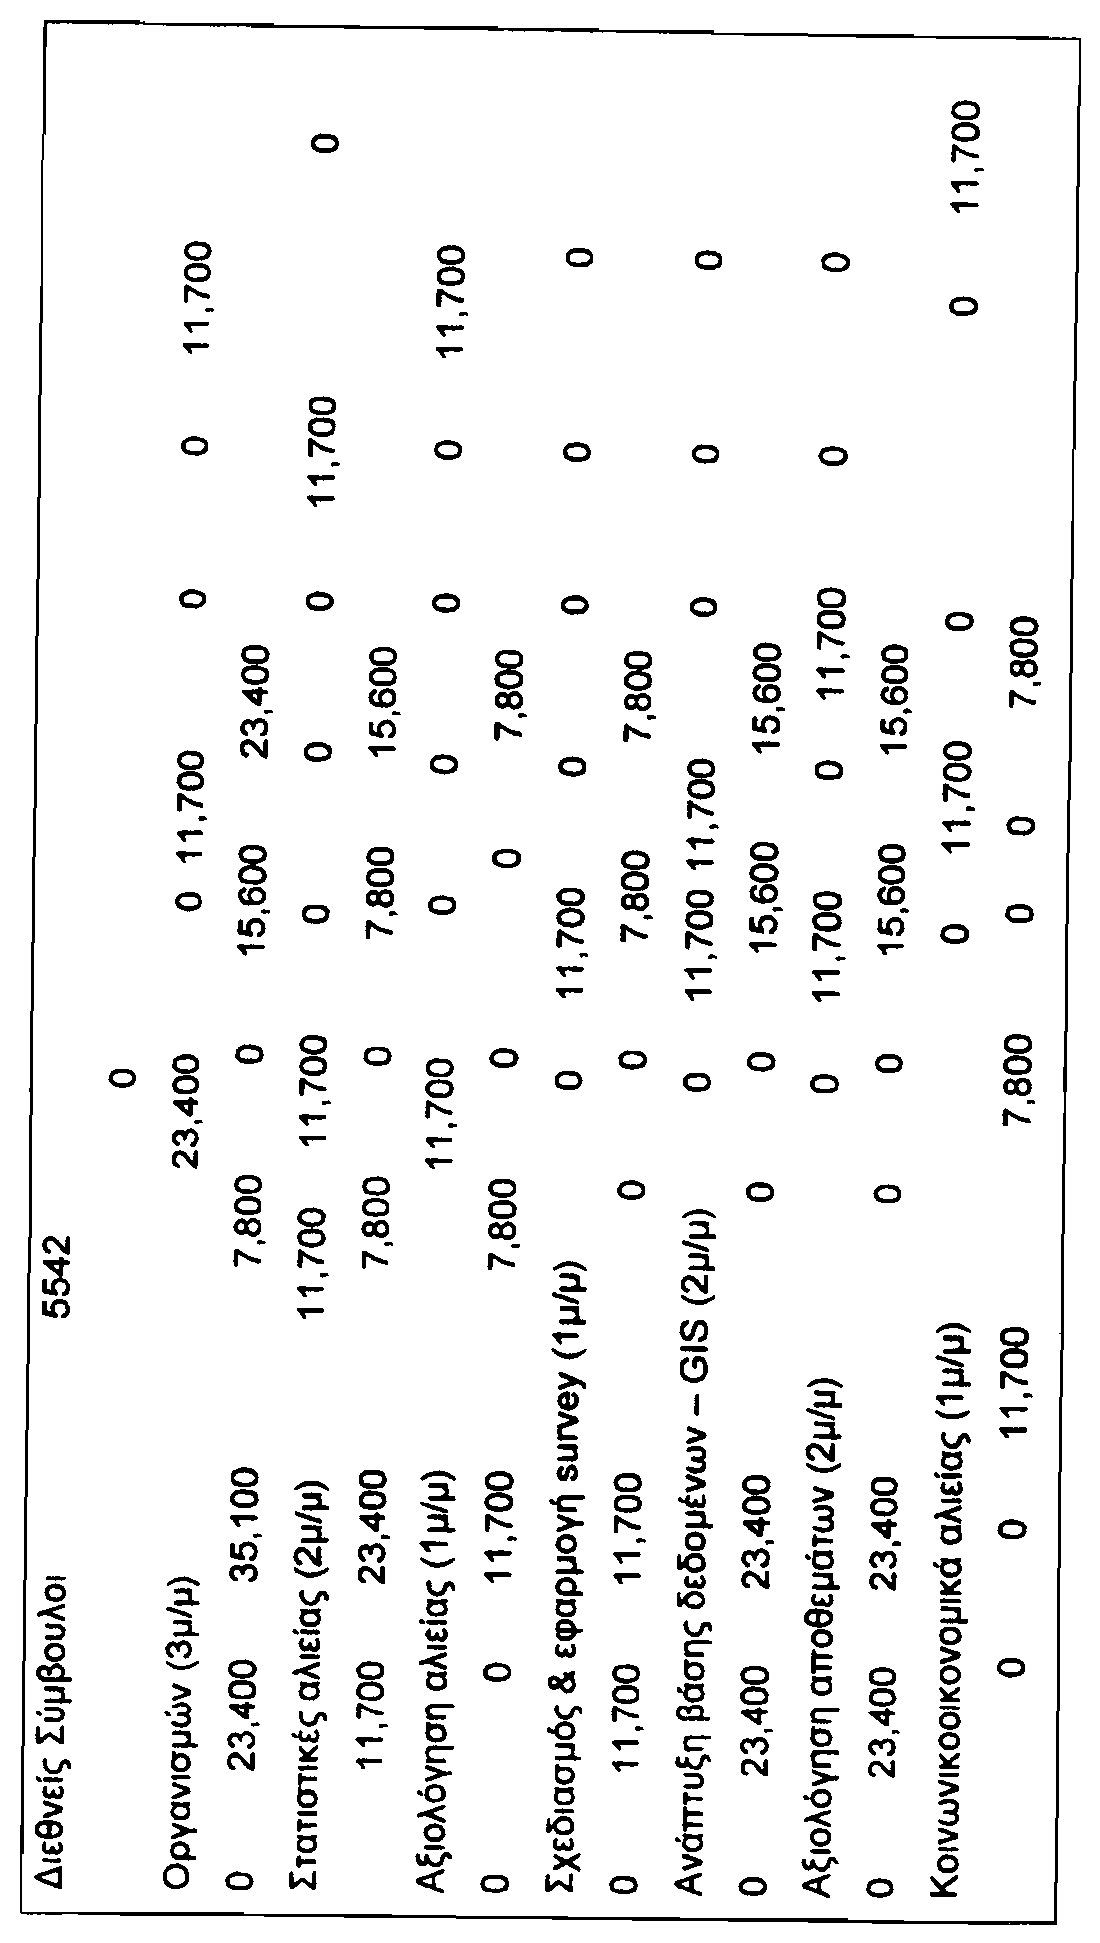 Διεθνείς Σύμβουλοι 5542
0
Οργανισμών (3μ/μ) 23,400 0 11,700 0 0 11,700
0 23,400 35,100 7,800 0 15,600 23,400
Στατιστικές αλιείας (2μ/μ) 11,700 11,700 0 0 0 11,700 0
11,700 23,400 7,800 0 7,800 15,600
Αξιολόγηση αλιείας (1μ/μ) 11,700 0 0 0 0 11,700
0 0 11,700 7,800 0 0 7,800
Σχεδιασμός & εφαρμογή survey (1μ/μ) 0 11,700 0 0 0 0
0 11,700 11,700 0 0 7,800 7,800
Ανάπτυξη βάσης δεδομένων – GIS (2μ/μ) 0 11,700 11,700 0 0 0
0 23,400 23,400 0 0 15,600 15,600
Αξιολόγηση αποθεμάτων (2μ/μ) 0 11,700 0 11,700 0 0
0 23,400 23,400 0 0 15,600 15,600
Κοινωνικοοικονομικά αλιείας (1μ/μ) 0 11,700 0 0 11,700
0 0 11,700 7,800 0 0 7,800